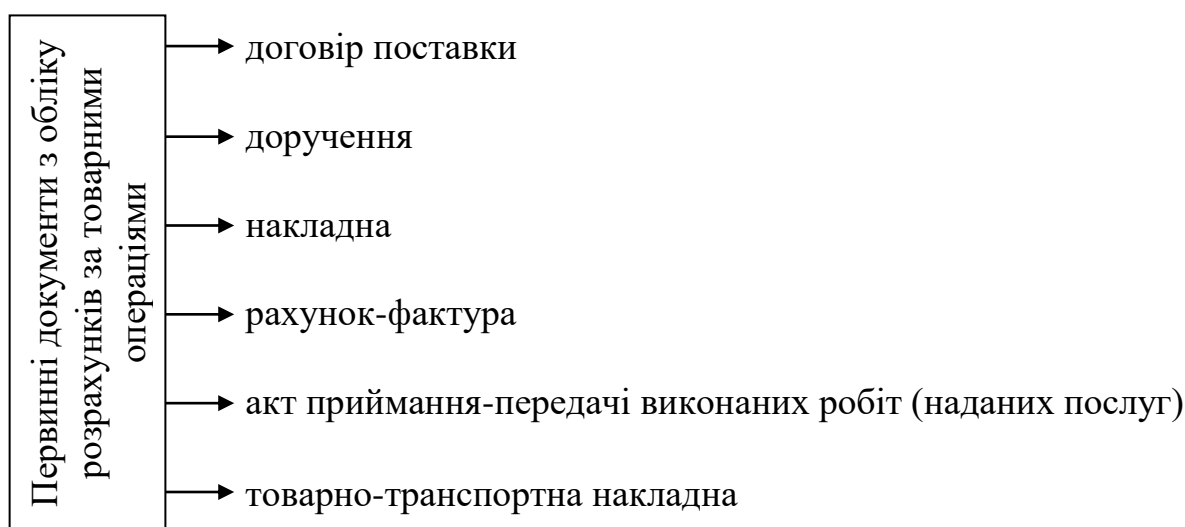 Первинні документи з обліку
розрахунків за товарними
операціями
договір поставки
доручення
накладна
рахунок-фактура
акт приймання-передачі виконаних робіт (наданих послуг)
товарно-транспортна накладна